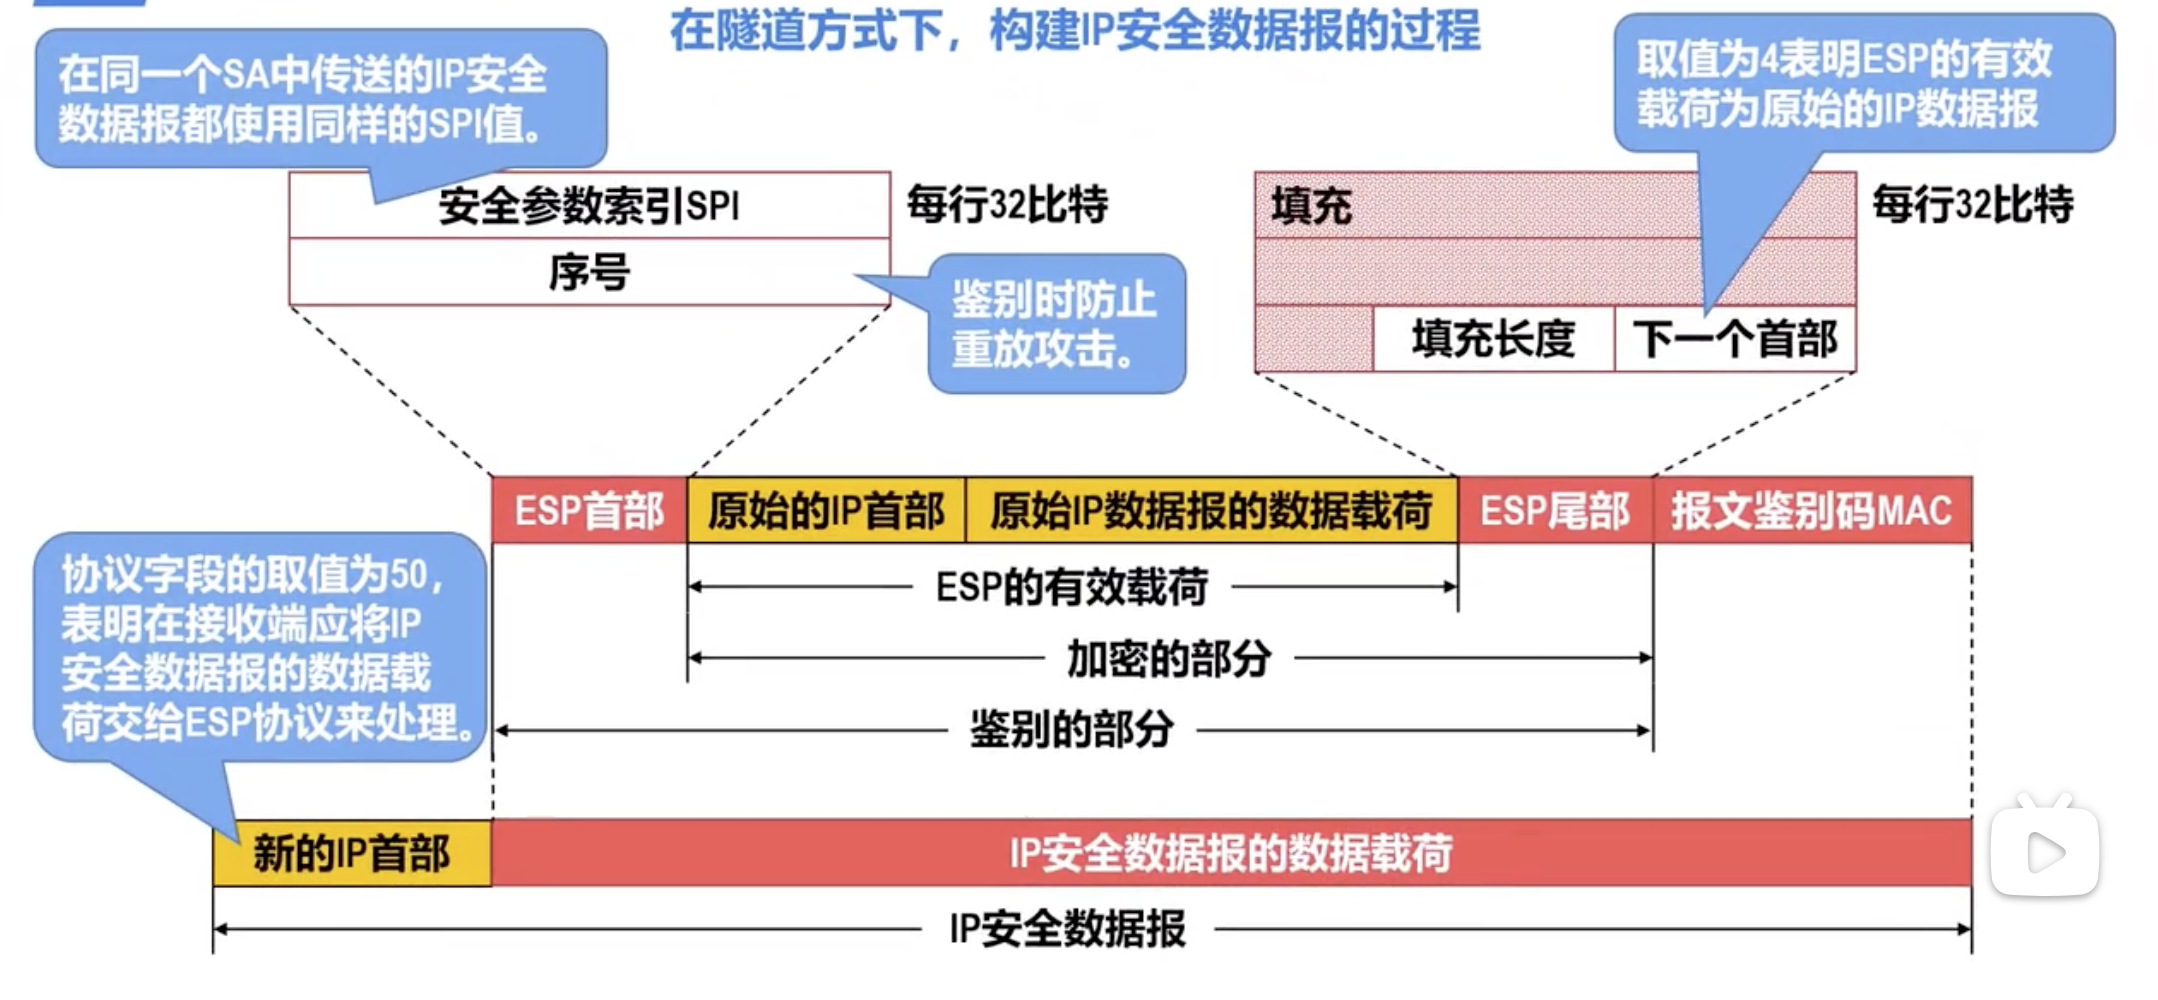 在隧道方式下，构建IP安全数据报的过程
在同一个SA中传送的IP安全
数据报都使用同样的SPI值。
取值为4表明ESP的有效
载荷为原始的IP数据报
安全参数索引SPI
每行32比特
序号
鉴别时防止
重放攻击。
填充
每行32比特
填充长度
下一个首部
ESP首部
原始的IP首部
原始IP数据报的数据载荷
ESP尾部
报文鉴别码MAC
ESP的有效载荷
加密的部分
鉴别的部分
协议字段的取值为50，
表明在接收端应将IP
安全数据报的数据载
荷交给ESP协议来处理。
新的IP首部
IP安全数据报的数据载荷
IP安全数据报